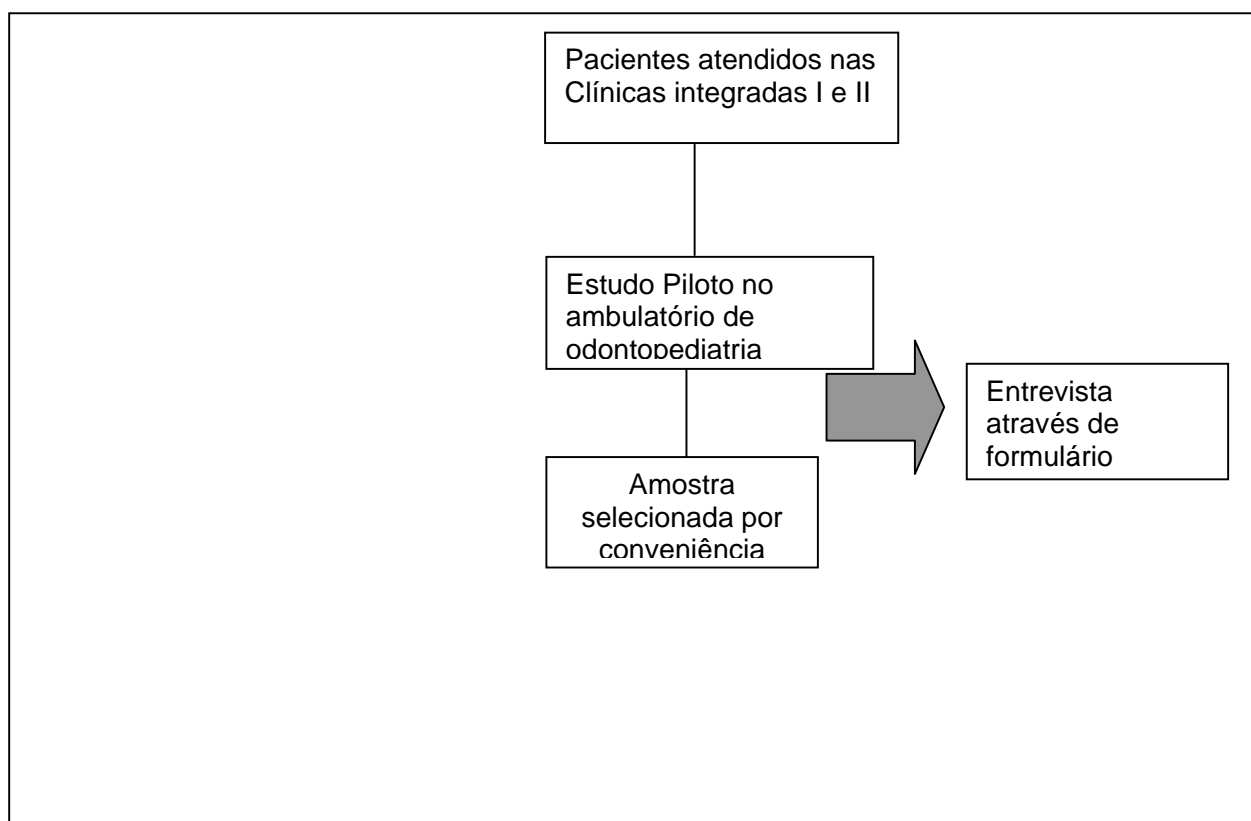 Pacientes atendidos nas
Clínicas integradas I e II
Estudo Piloto no
ambulatório de
odontopediatria
Entrevista
através de
formulário
Amostra
selecionada por
conveniência